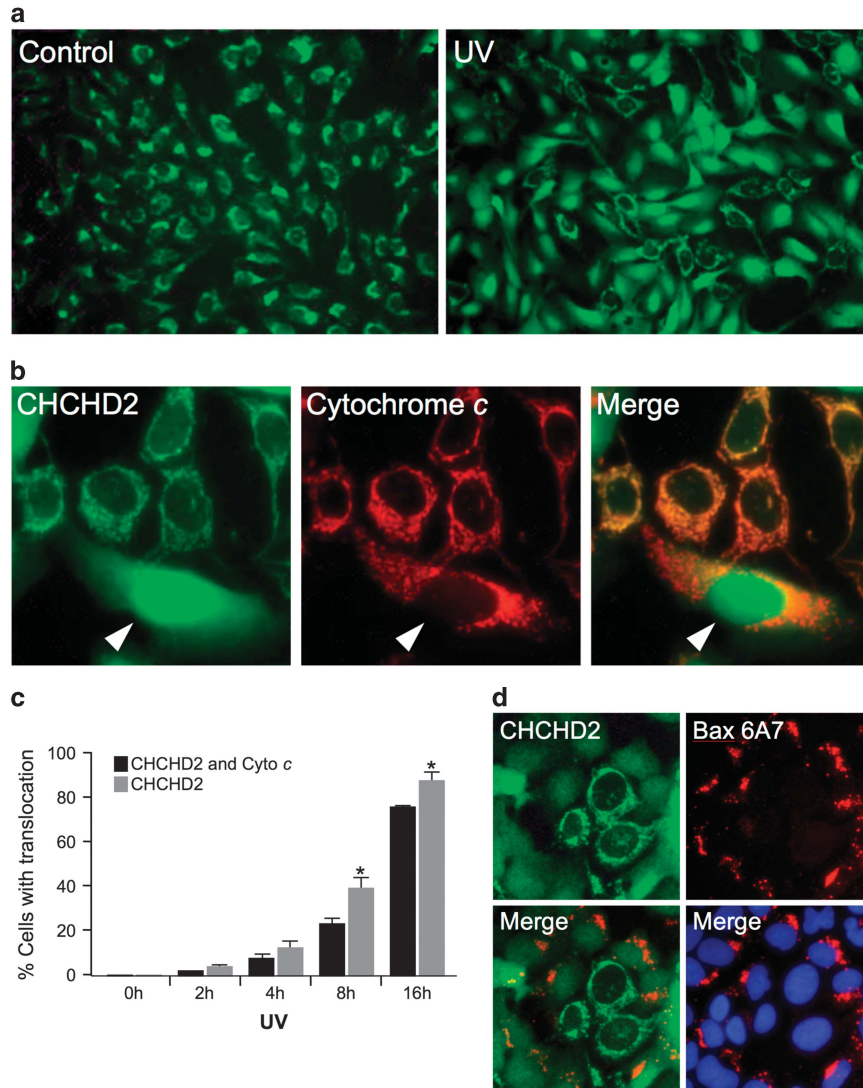 a
Control
UV
b
CHCHD2
Cytochrome c
Merge
c
100
80
60
40
20
0
% Cells with translocation
CHCHD2 and Cyto c
CHCHD2
*
*
0h
2h
4h
8h
16h
UV
d
CHCHD2
Bax 6A7
Merge
Merge